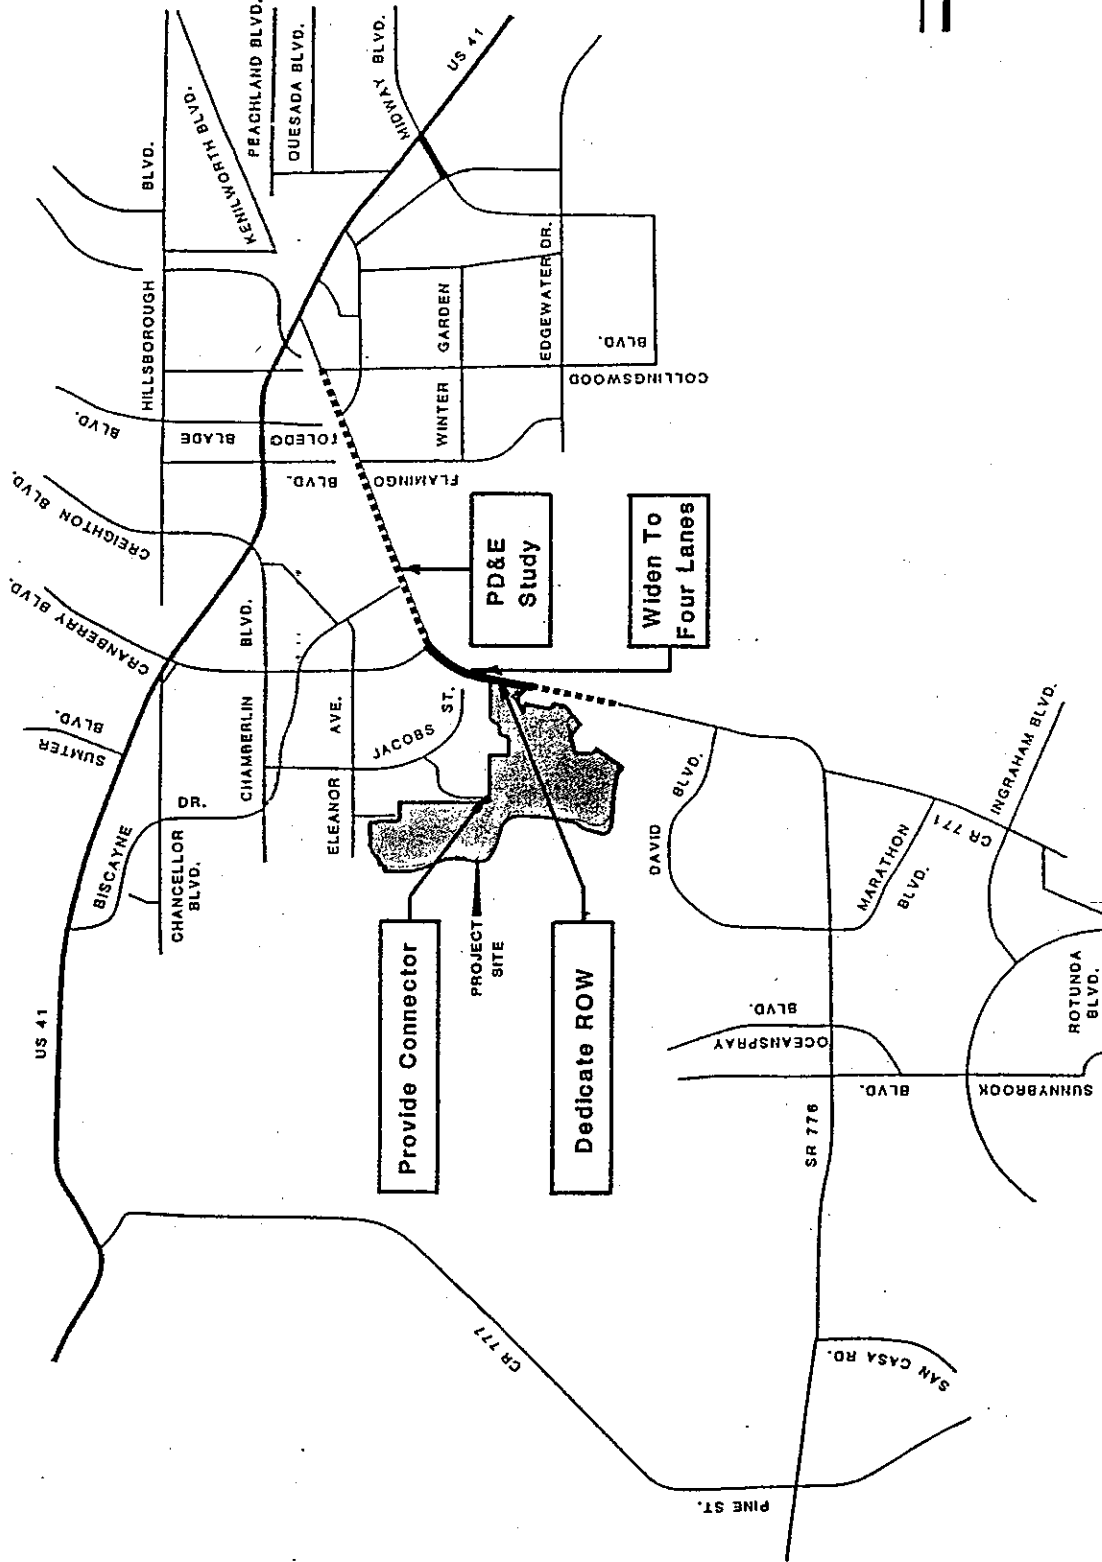 US 41
SUMTER
BLVD.
CRANBERRY BLVD.
CREIGHTON BLVD.
BLVD.
HILLSBOROUGH
BLVD.
KENILWORTH BLVD.
PEACHLAND BLVD.
QUESADA BLVD.
MIDWAY BLVD.
US 41
BLADE
TOLEDO
BLVD.
FLAMINGO
WINTER
GARDEN
EDGEWATER DR.
BLVD.
COLLINGSWOOD
BISCAYNE
DR.
CHANCELLOR
BLVD.
CHAMBERLIN
BLVD.
ELEANOR
AVE.
JACOBS
ST.
PD&E
Study
Widen To
Four Lanes
Provide Connector
PROJECT
SITE
Dedicate ROW
DAVID
BLVD.
MARATHON
BLVD.
CR 771
INGRAHAM BLVD.
ROTUNDA
BLVD.
OCEANSPRAY
BLVD.
SUNNYBROOK
BLVD.
SR 776
CR 777
SAN CASA RD.
PINE ST.